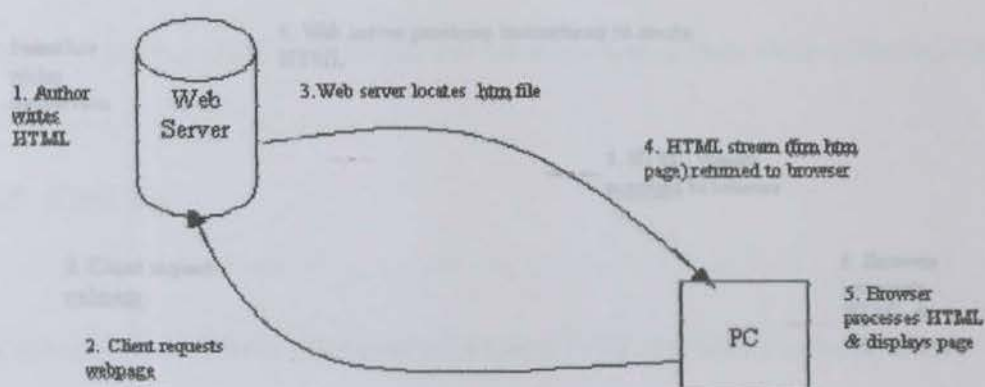 1. Author
writes
HTML
Web
Server
3.Web server locates .htm file
4. HTML stream (firm htm
page) returned to browser
2. Client requests
webpage
PC
5. Browser
processes HTML
& displays page